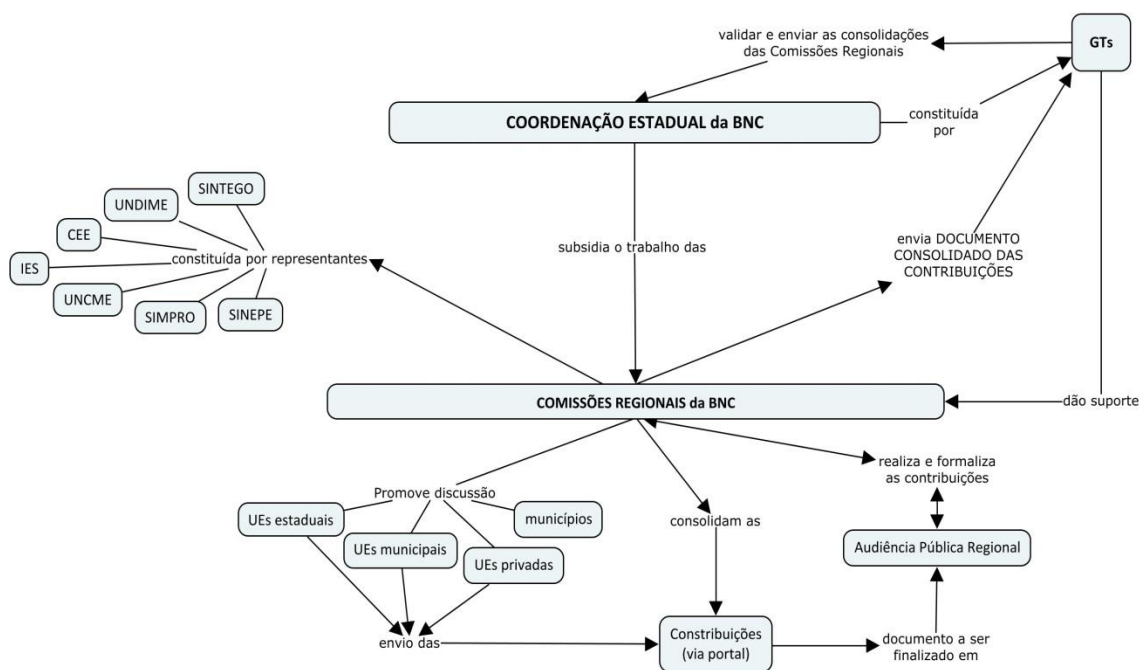 validar e enviar as consolidações
das Comissões Regionais
GTs
COORDENAÇÃO ESTADUAL da BNC
constituída
por
SINTEGO
UNDIME
CEE
IES
UNCME
SIMPRO
SINEPE
constituída por representantes
subsidia o trabalho das
envia DOCUMENTO
CONSOLIDADO DAS
CONTRIBUIÇÕES
COMISSÕES REGIONAIS da BNC
dão suporte
Promove discussão
UEs estaduais
UEs municipais
UEs privadas
municípios
consolidam as
realiza e formaliza
as contribuições
Audiência Pública Regional
envio das
Constribuições
(via portal)
documento a ser
finalizado em